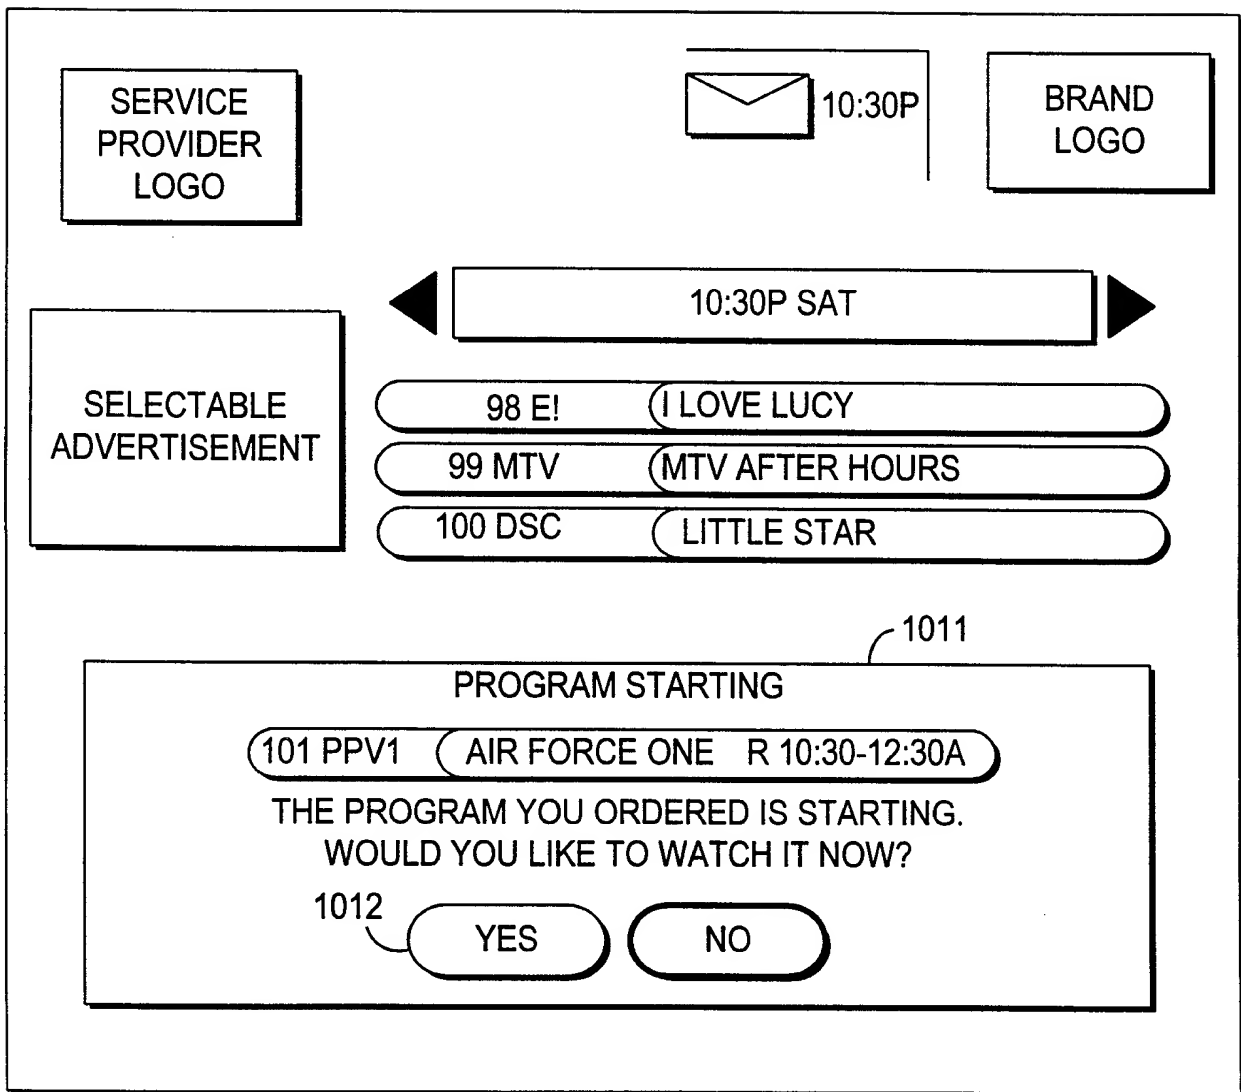 SERVICE
PROVIDER
LOGO
10:30P
BRAND
LOGO
10:30P SAT
SELECTABLE
ADVERTISEMENT
98 E! I LOVE LUCY
99 MTV MTV AFTER HOURS
100 DSC LITTLE STAR
1011
PROGRAM STARTING
101 PPV1 AIR FORCE ONE R 10:30-12:30A
THE PROGRAM YOU ORDERED IS STARTING.
WOULD YOU LIKE TO WATCH IT NOW?
1012
YES NO